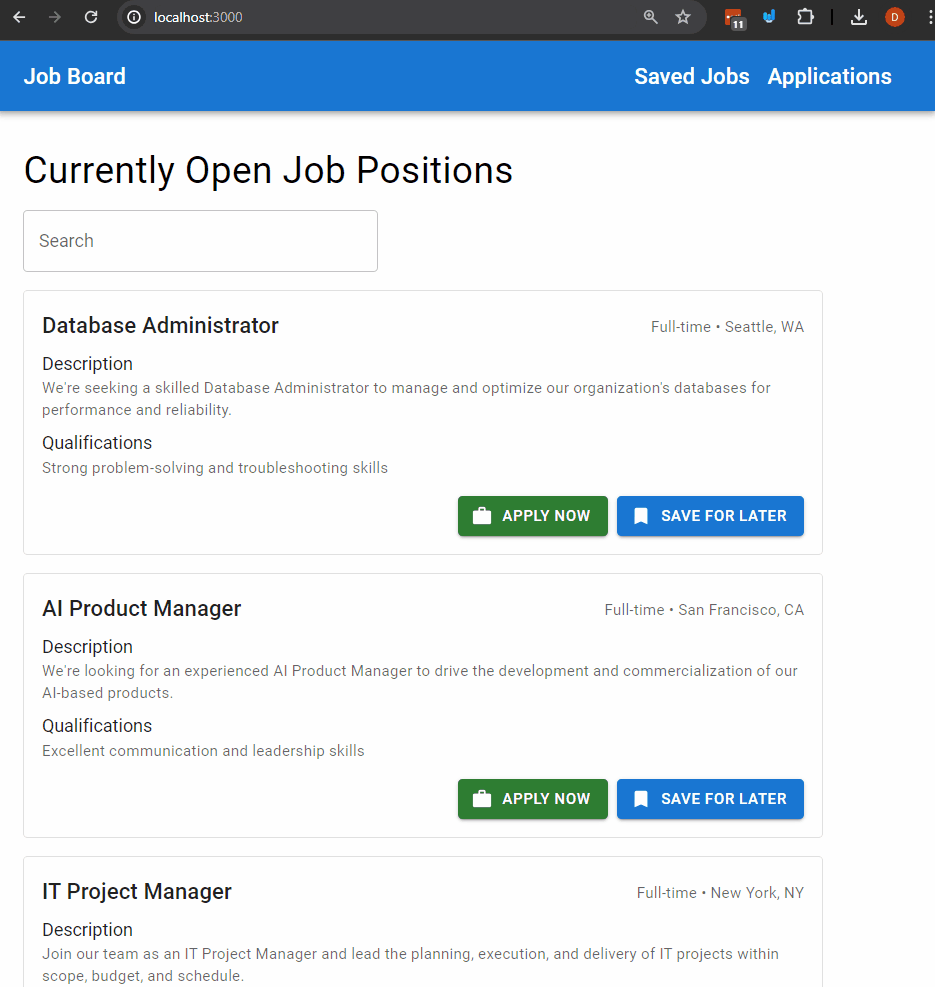 localhost:3000
11
D
Job Board
Saved Jobs Applications
Currently Open Job Positions
Search
Database Administrator
Full-time • Seattle, WA
Description
We're seeking a skilled Database Administrator to manage and optimize our organization's databases for
performance and reliability.
Qualifications
Strong problem-solving and troubleshooting skills
APPLY NOW
SAVE FOR LATER
AI Product Manager
Full-time • San Francisco, CA
Description
We're looking for an experienced AI Product Manager to drive the development and commercialization of our
AI-based products.
Qualifications
Excellent communication and leadership skills
APPLY NOW
SAVE FOR LATER
IT Project Manager
Full-time • New York, NY
Description
Join our team as an IT Project Manager and lead the planning, execution, and delivery of IT projects within
scope, budget, and schedule.